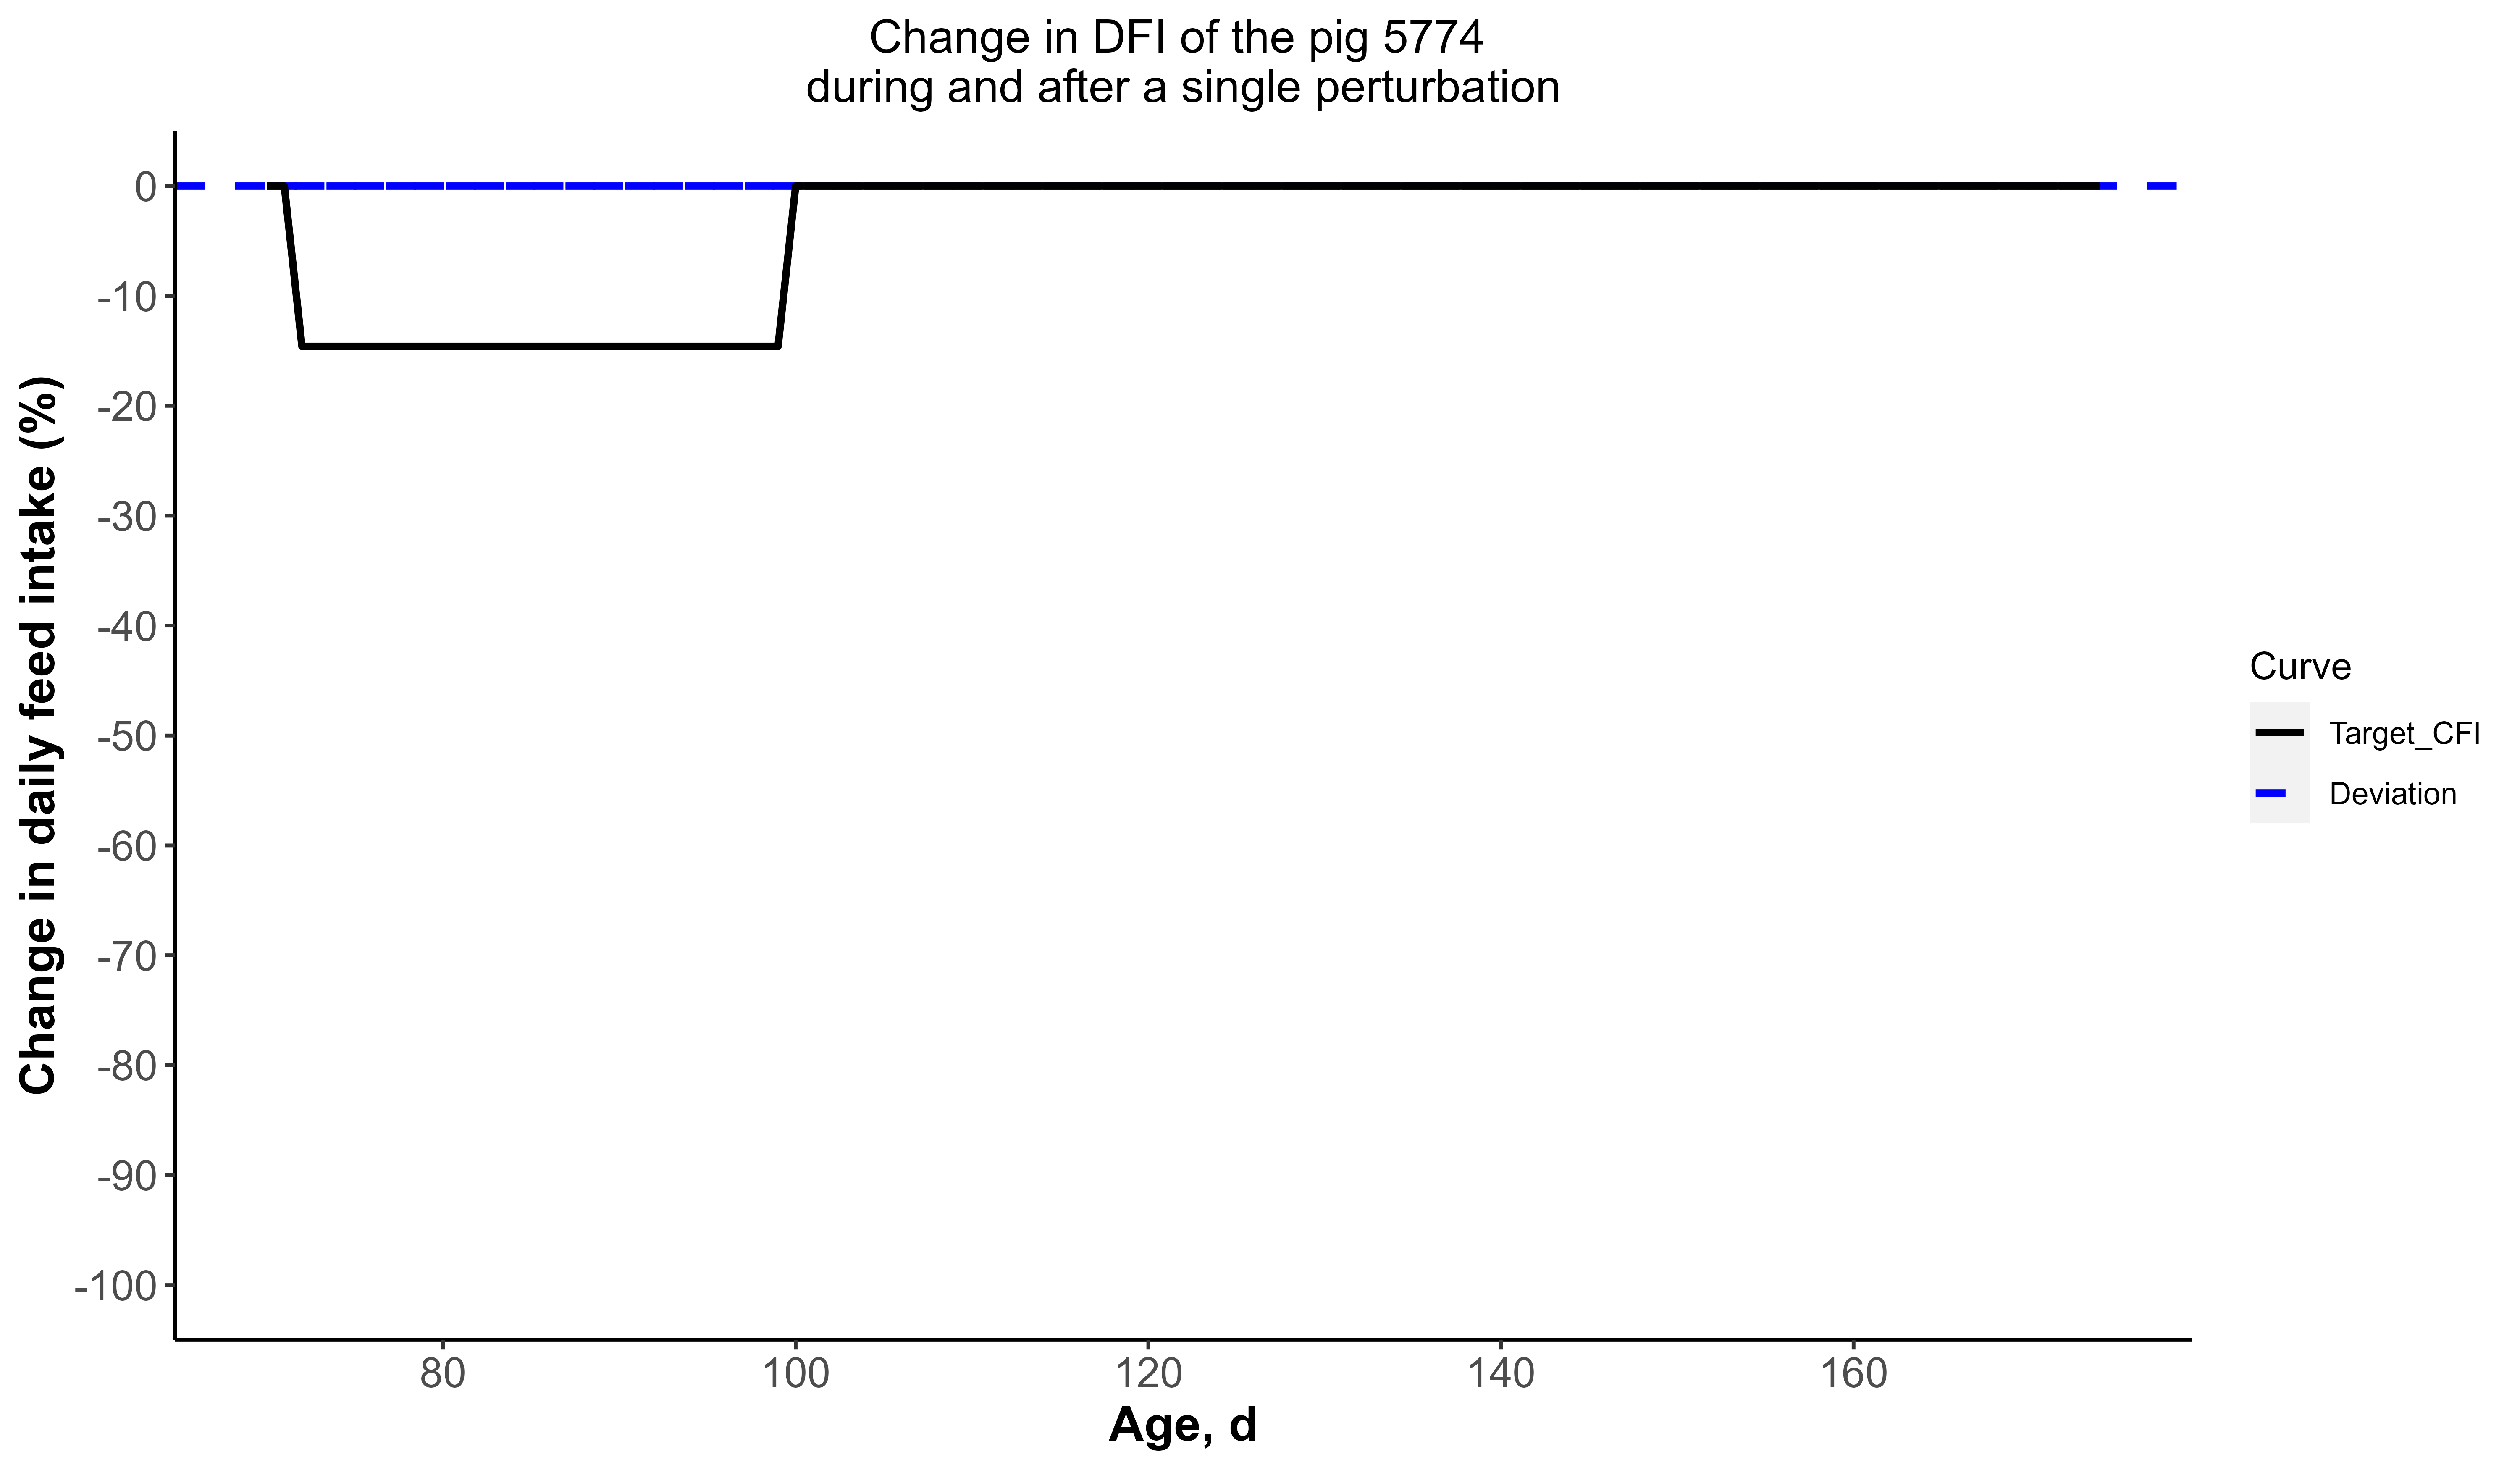 Change in DFI of the pig 5774
during and after a single perturbation
Change in daily feed intake (%)
0
-10
-20
-30
-40
-50
-60
-70
-80
-90
-100
80
100
120
140
160
Age, d
Curve
Target_CFI
Deviation